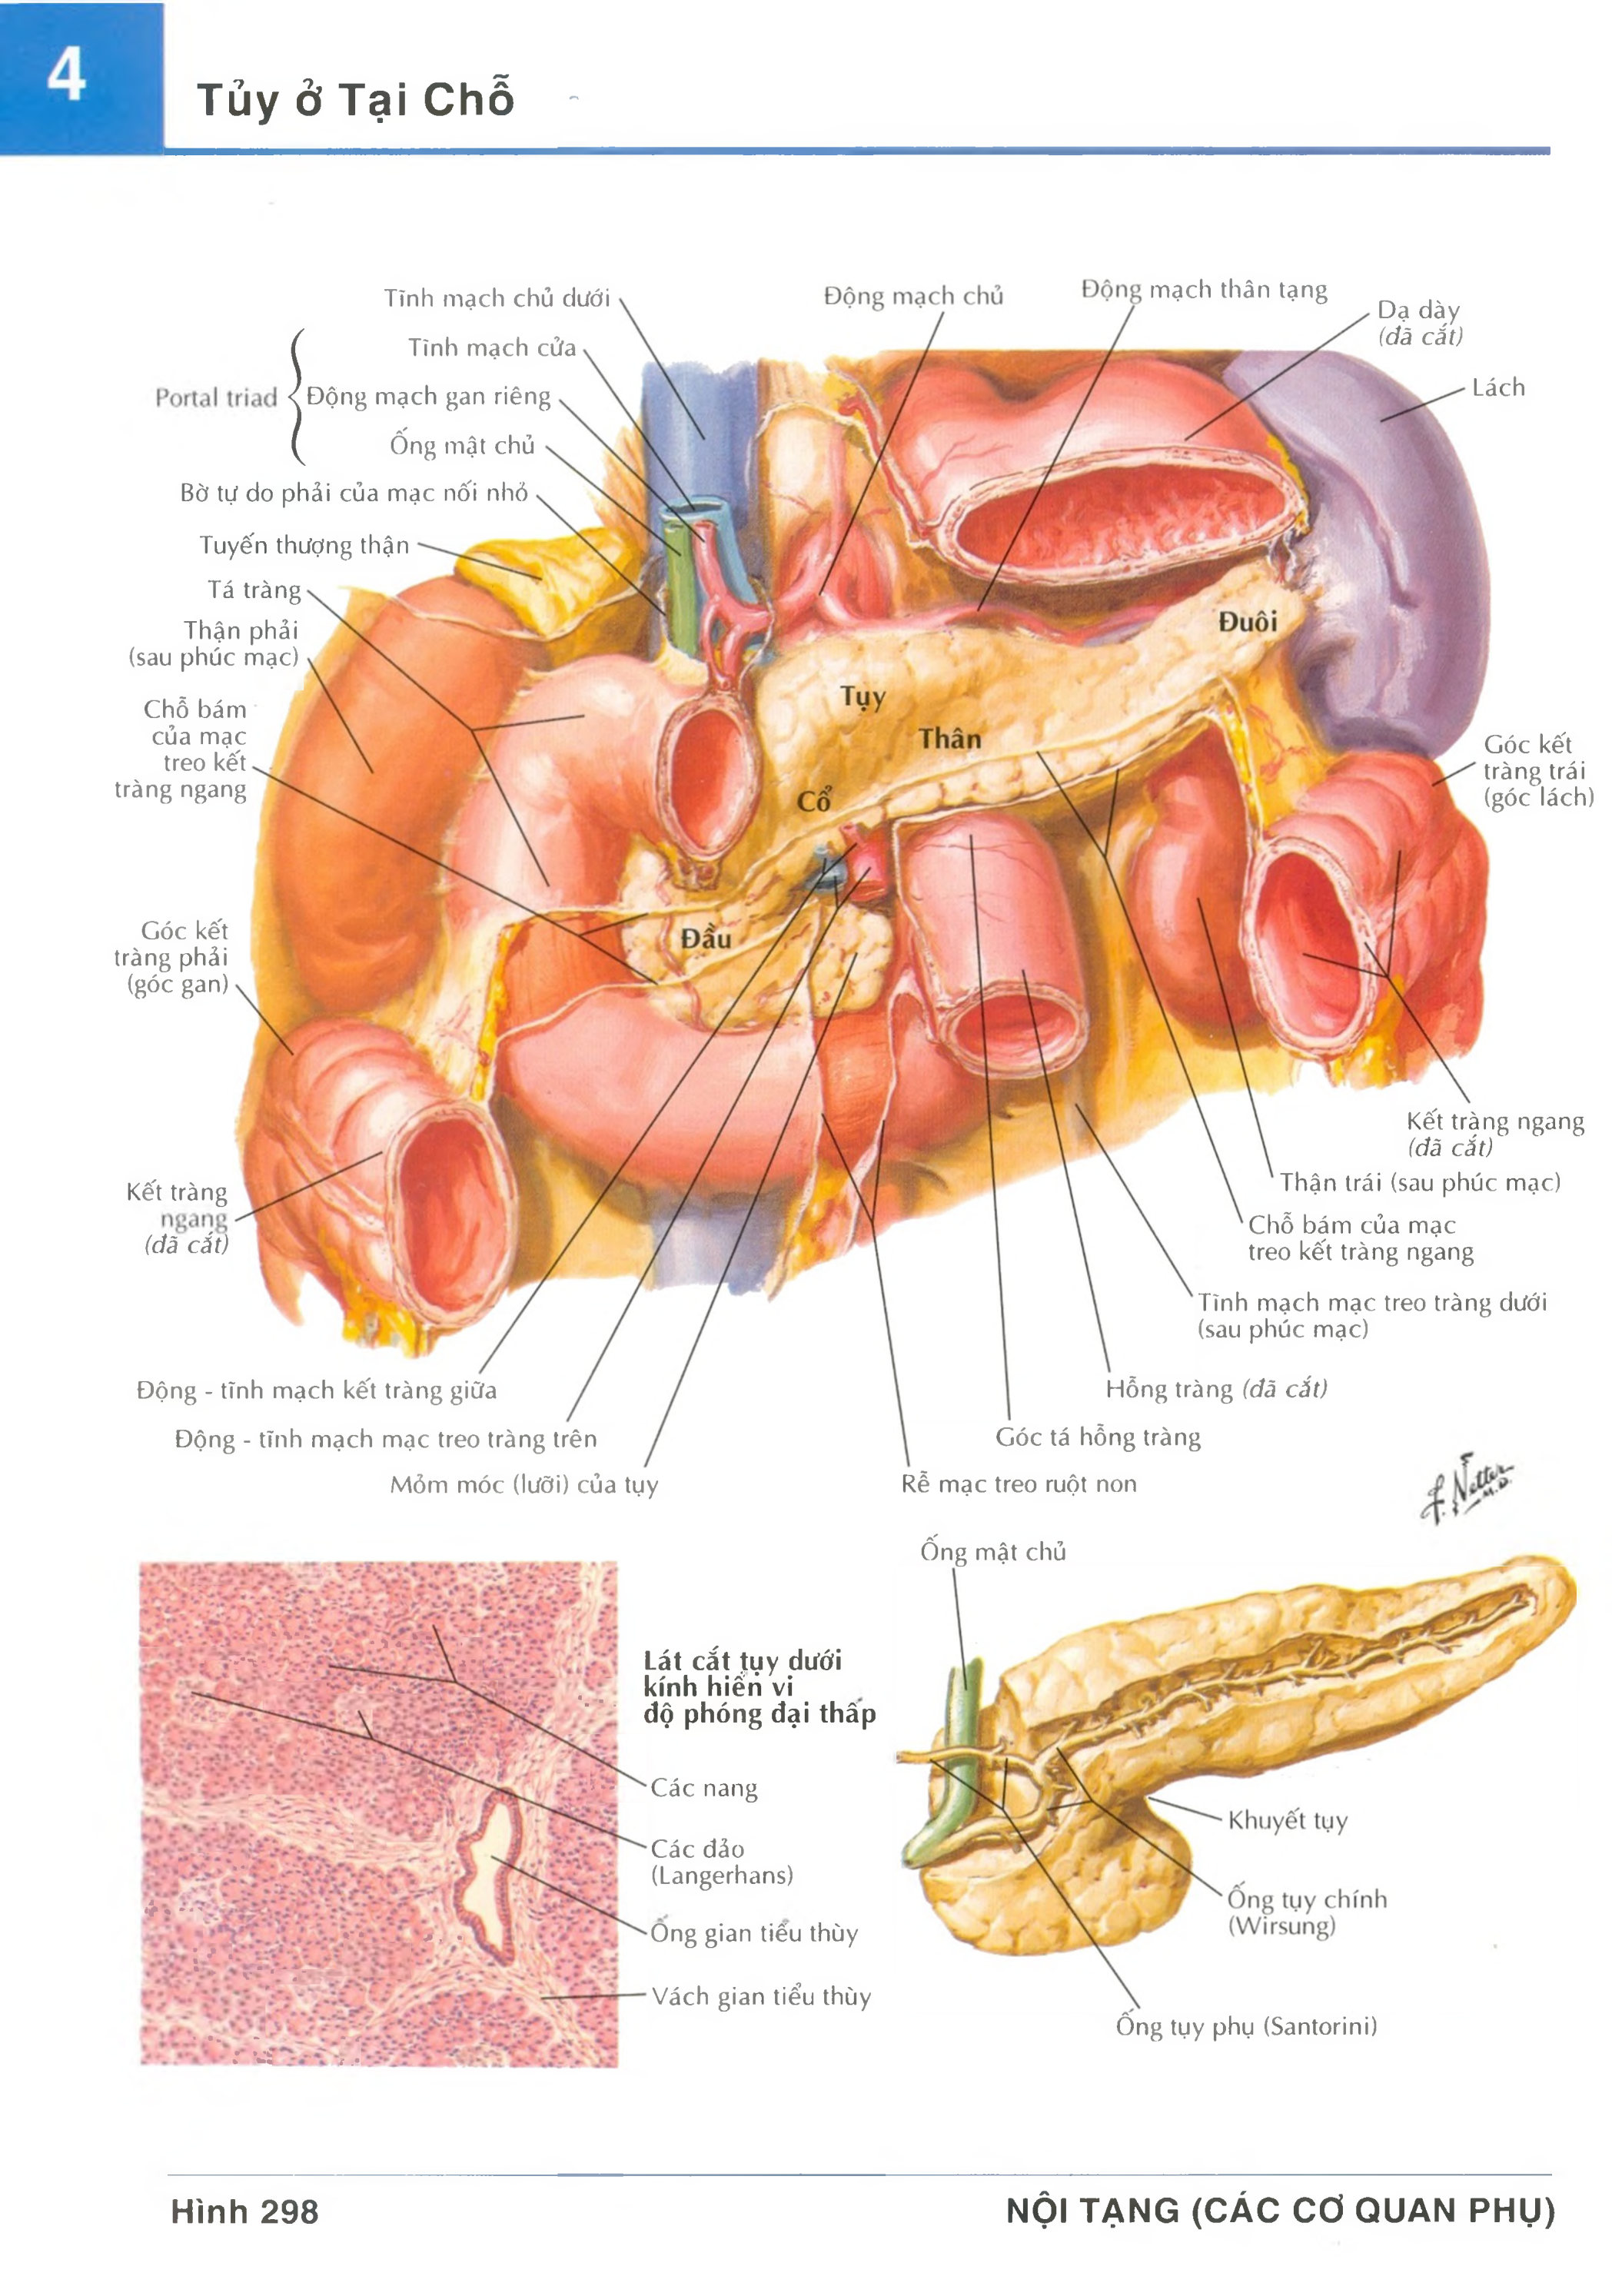 4
Tủy ở Tại Chỗ
Tĩnh mạch chủ dưới
Tĩnh mạch cửa
Portal triad
Động mạch gan riêng
Ống mật chủ
Bờ tự do phải của mạc nối nhỏ
Tuyến thượng thận
Tá tràng
Thận phải
(sau phúc mạc)
Chỗ bám
của mạc
treo kết
tràng ngang
Góc kết
tràng phải
(góc gan)
Kết tràng
ngang
(đã cắt)
Động mạch chủ
Động mạch thân tạng
Dạ dày
(đã cắt)
Lách
Đuôi
Tụy
Thân
Cổ
Đầu
Góc kết
tràng trái
(góc lách)
Kết tràng ngang
(đã cắt)
Thận trái (sau phúc mạc)
Chỗ bám của mạc
treo kết tràng ngang
Tĩnh mạch mạc treo tràng dưới
(sau phúc mạc)
Động - tĩnh mạch kết tràng giữa
Hỗng tràng (đã cắt)
Động - tĩnh mạch mạc treo tràng trên
Góc tá hỗng tràng
Mỏm móc (lưỡi) của tụy
Rễ mạc treo ruột non
F. Netter
M.D.
Ống mật chủ
Lát cắt tụy dưới
kính hiển vi
độ phóng đại thấp
Các nang
Các đảo
(Langerhans)
Ống gian tiểu thùy
Vách gian tiểu thùy
Khuyết tụy
Ống tụy chính
(Wirsung)
Ống tụy phụ (Santorini)
Hình 298
NỘI TẠNG (CÁC CƠ QUAN PHỤ)